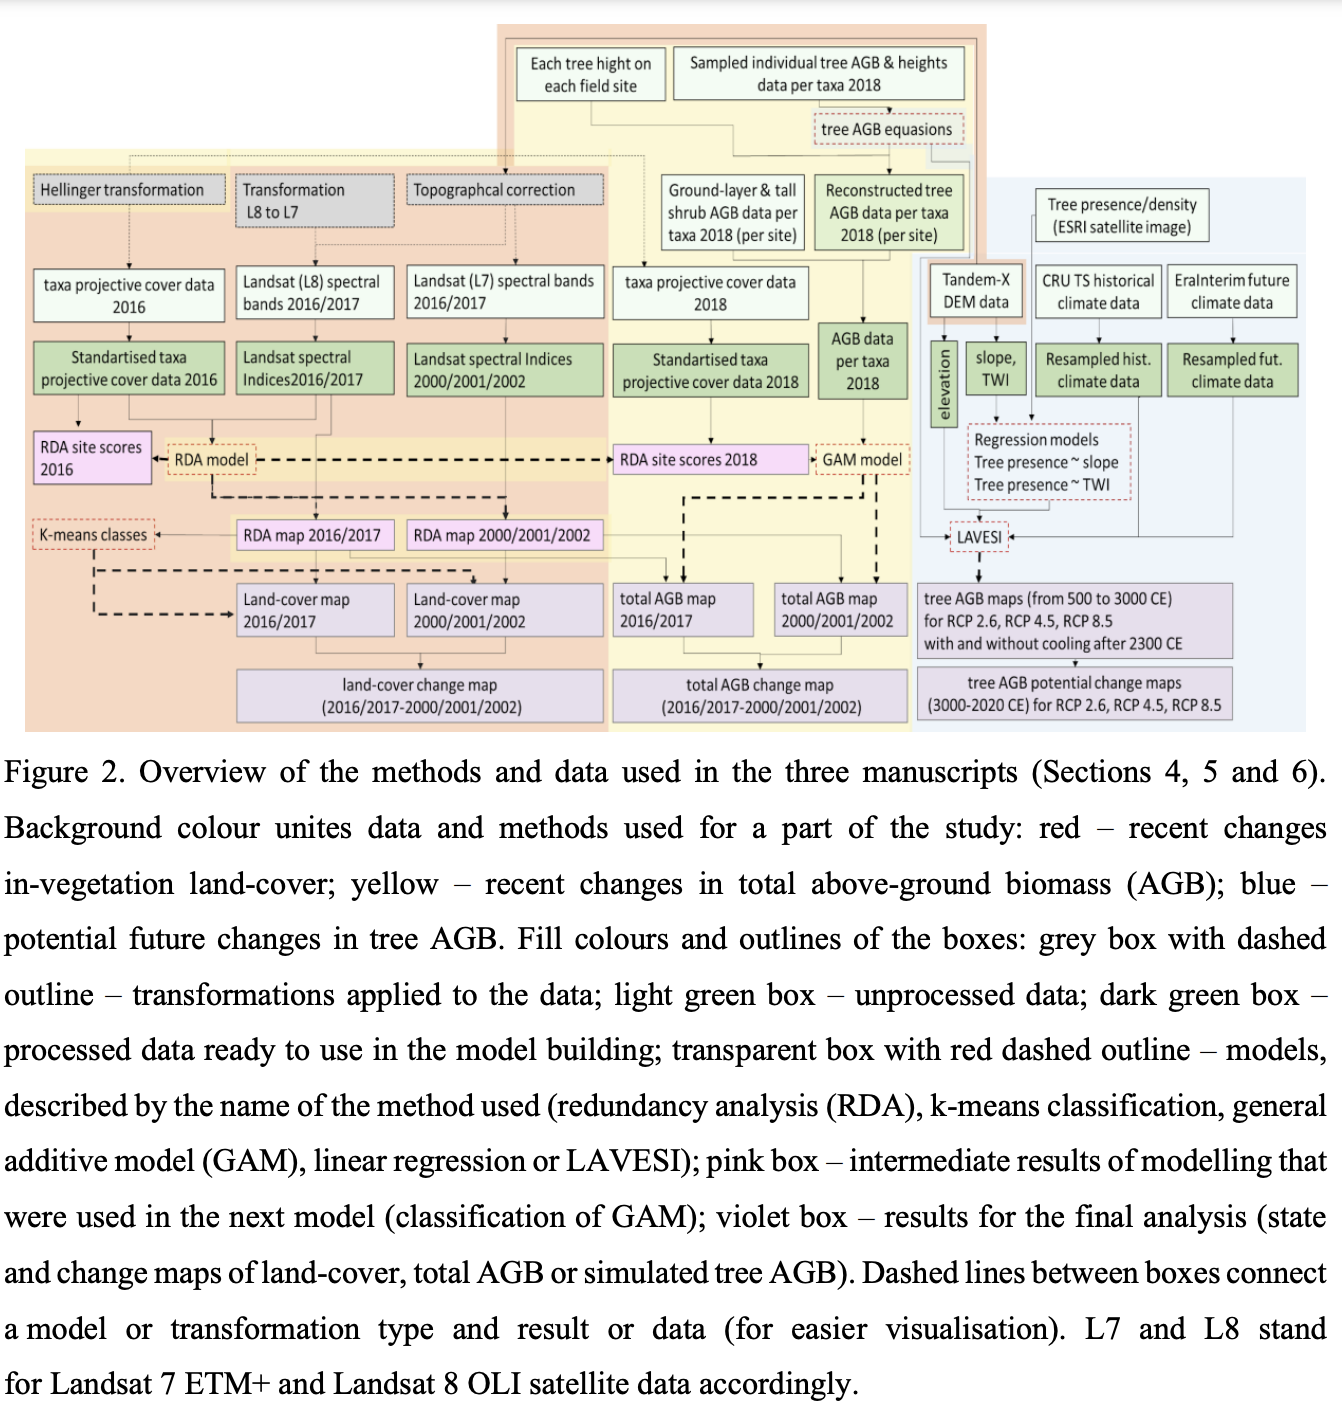 Each tree hight on
each field site
Sampled individual tree AGB & heights
data per taxa 2018
tree AGB equasions
Hellinger transformation
Transformation
L8 to L7
Topographcal correction
Ground-layer & tall
shrub AGB data per
taxa 2018 (per site)
Reconstructed tree
AGB data per taxa
2018 (per site)
Tree presence/density
(ESRI satellite image)
taxa projective cover data
2016
Landsat (L8) spectral
bands 2016/2017
Landsat (L7) spectral bands
2016/2017
taxa projective cover data
2018
Tandem-X
DEM data
CRU TS historical
climate data
EraInterim future
climate data
Standartised taxa
projective cover data 2016
Landsat spectral
Indices2016/2017
Landsat spectral Indices
2000/2001/2002
Standartised taxa
projective cover data 2018
AGB data
per taxa
2018
elevation
slope,
TWI
Resampled hist.
climate data
Resampled fut.
climate data
RDA site scores
2016
RDA model
RDA site scores 2018
GAM model
Regression models
Tree presence ~ slope
Tree presence ~ TWI
K-means classes
RDA map 2016/2017
RDA map 2000/2001/2002
LAVESI
Land-cover map
2016/2017
Land-cover map
2000/2001/2002
total AGB map
2016/2017
total AGB map
2000/2001/2002
tree AGB maps (from 500 to 3000 CE)
for RCP 2.6, RCP 4.5, RCP 8.5
with and without cooling after 2300 CE
land-cover change map
(2016/2017-2000/2001/2002)
total AGB change map
(2016/2017-2000/2001/2002)
tree AGB potential change maps
(3000-2020 CE) for RCP 2.6, RCP 4.5, RCP 8.5
Figure 2. Overview of the methods and data used in the three manuscripts (Sections 4, 5 and 6).
Background colour unites data and methods used for a part of the study: red – recent changes
in-vegetation land-cover; yellow – recent changes in total above-ground biomass (AGB); blue –
potential future changes in tree AGB. Fill colours and outlines of the boxes: grey box with dashed
outline – transformations applied to the data; light green box – unprocessed data; dark green box –
processed data ready to use in the model building; transparent box with red dashed outline – models,
described by the name of the method used (redundancy analysis (RDA), k-means classification, general
additive model (GAM), linear regression or LAVESI); pink box – intermediate results of modelling that
were used in the next model (classification of GAM); violet box – results for the final analysis (state
and change maps of land-cover, total AGB or simulated tree AGB). Dashed lines between boxes connect
a model or transformation type and result or data (for easier visualisation). L7 and L8 stand
for Landsat 7 ETM+ and Landsat 8 OLI satellite data accordingly.